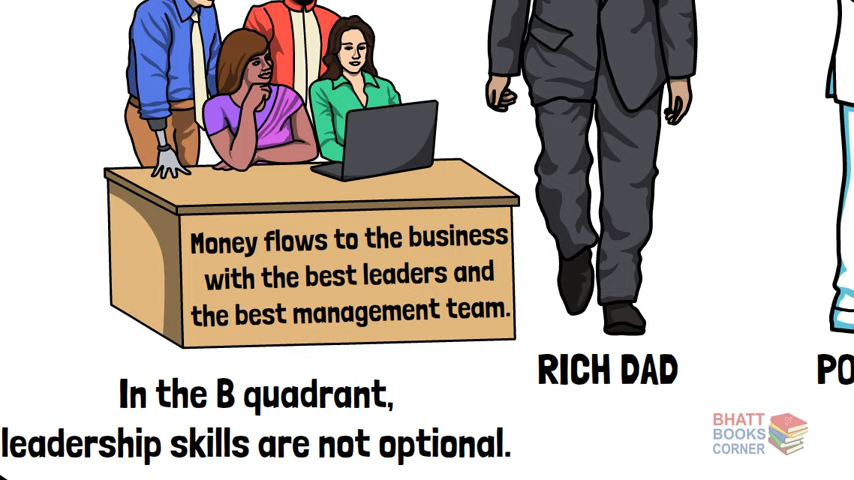 Money flows to the business
with the best leaders and
the best management team.
RICH DAD
PO
In the B quadrant,
leadership skills are not optional.
BHATT
BOOKS
CORNER